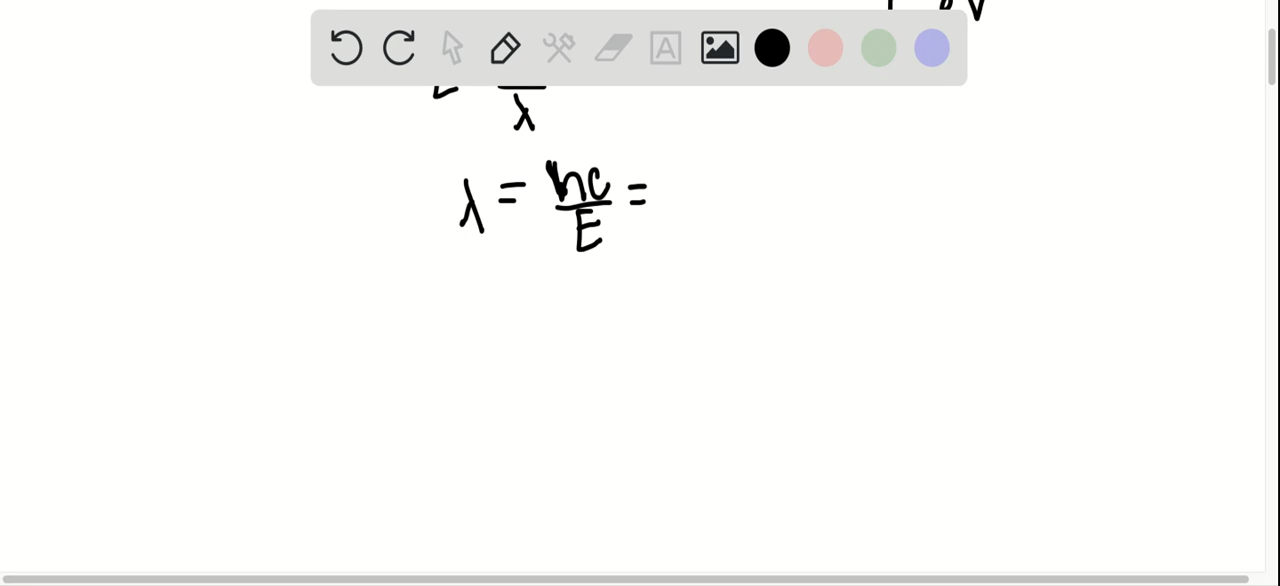 λ
λ = hc/E =